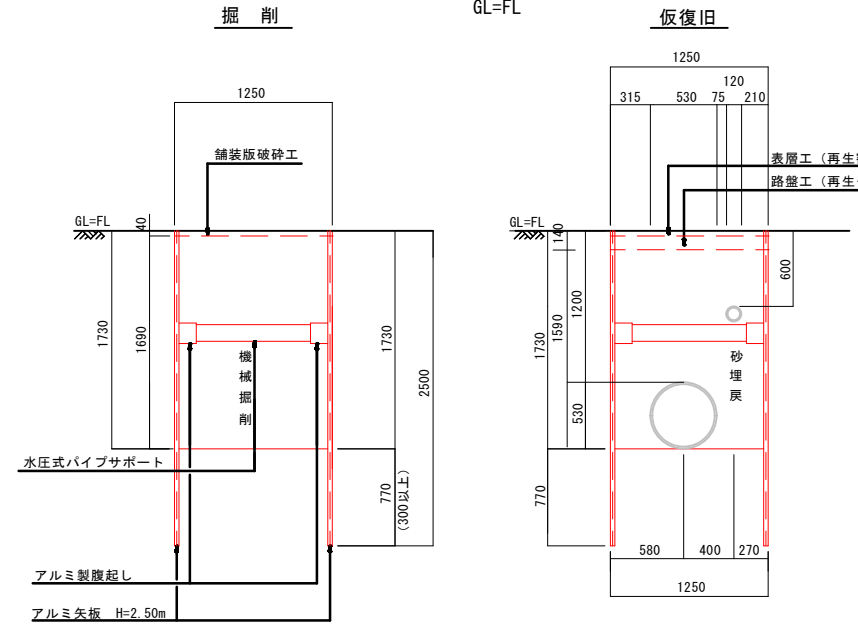 掘 削
GL=FL
仮復旧
1250
1250
120
315
530
75
210
舗装版破砕工
表層工（再生
路盤工（再生
GL=FL
40
GL=FL
140
600
1730
1690
1730
2500
1730
1590
1200
機械掘削
砂埋戻
530
水圧式パイプサポート
770
(300以上)
770
580
400
270
アルミ製腹起し
1250
アルミ矢板 H=2.50m